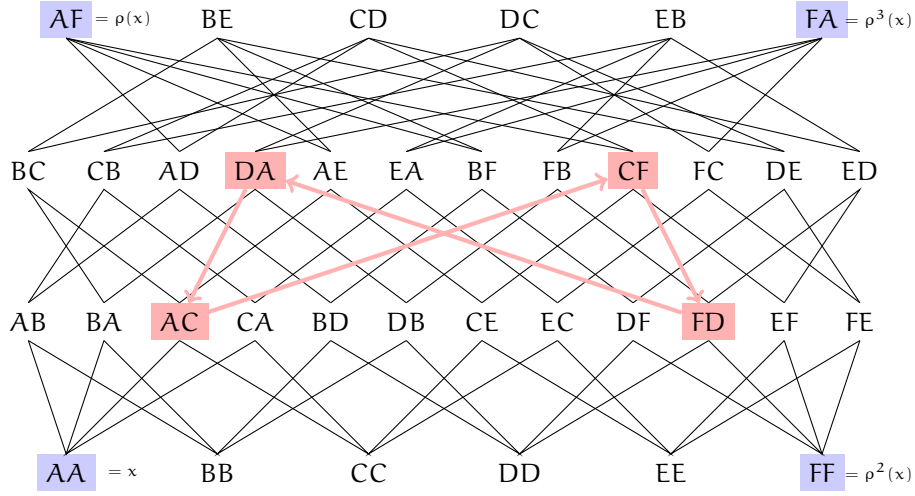 AF = ρ(x) BE CD DC EB FA = ρ³(x)
BC CB AD DA AE EA BF FB CF FC DE ED
AB BA AC CA BD DB CE EC DF FD EF FE
AA = x BB CC DD EE FF = ρ²(x)